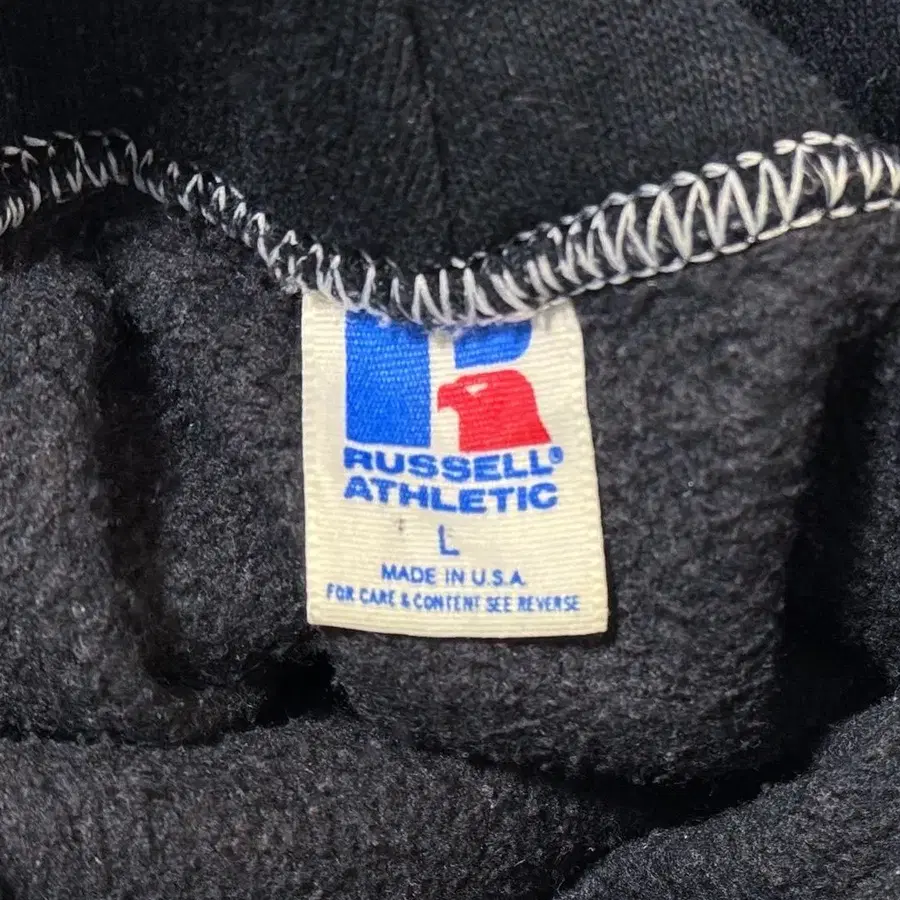 RUSSELL®
ATHLETIC
L
MADE IN U.S.A.
FOR CARE & CONTENT SEE REVERSE